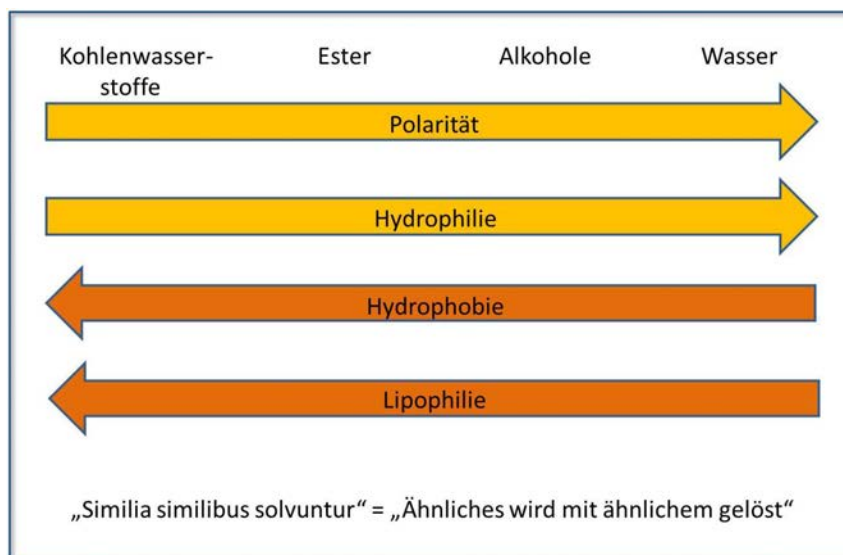 Kohlenwasser- Ester Alkohole Wasser
stoffe
Polarität
Hydrophilie
Hydrophobie
Lipophilie
„Similia similibus solvuntur“ = „Ähnliches wird mit ähnlichem gelöst“